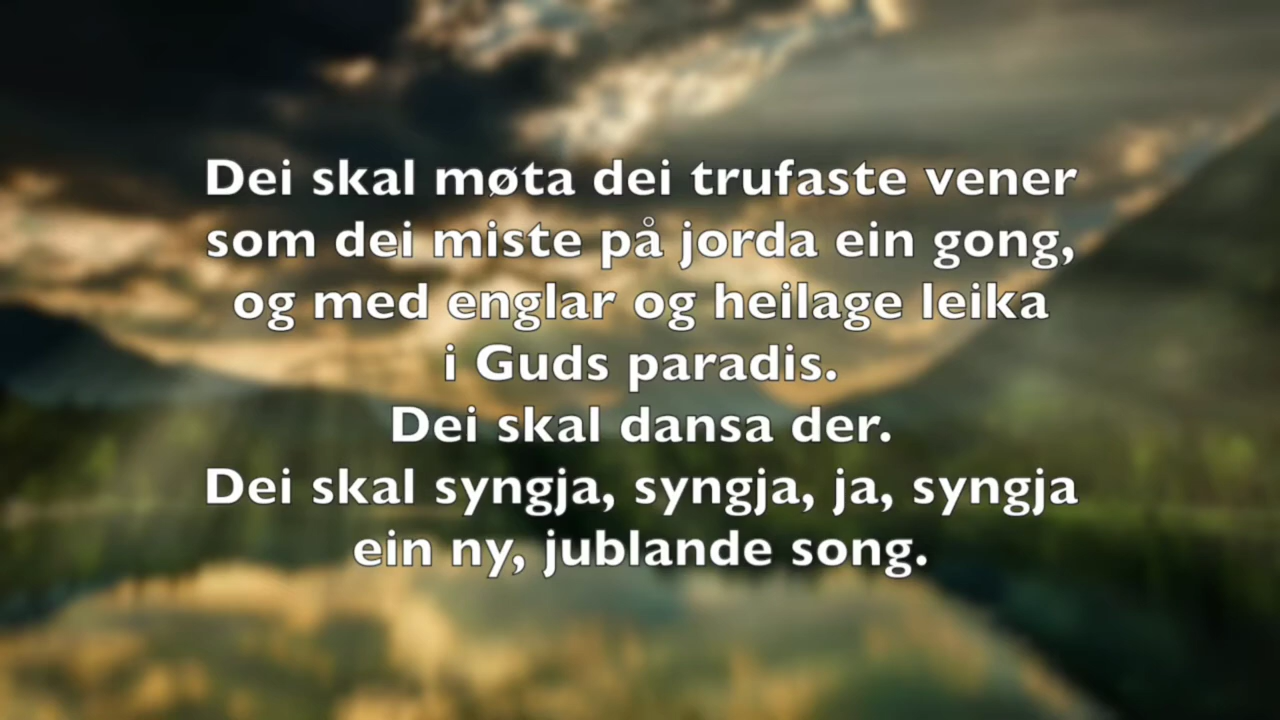 Dei skal møta dei trufaste vener
som dei miste på jorda ein gong,
og med englar og heilage leika
i Guds paradis.
Dei skal dansa der.
Dei skal syngja, syngja, ja, syngja
ein ny, jublande song.